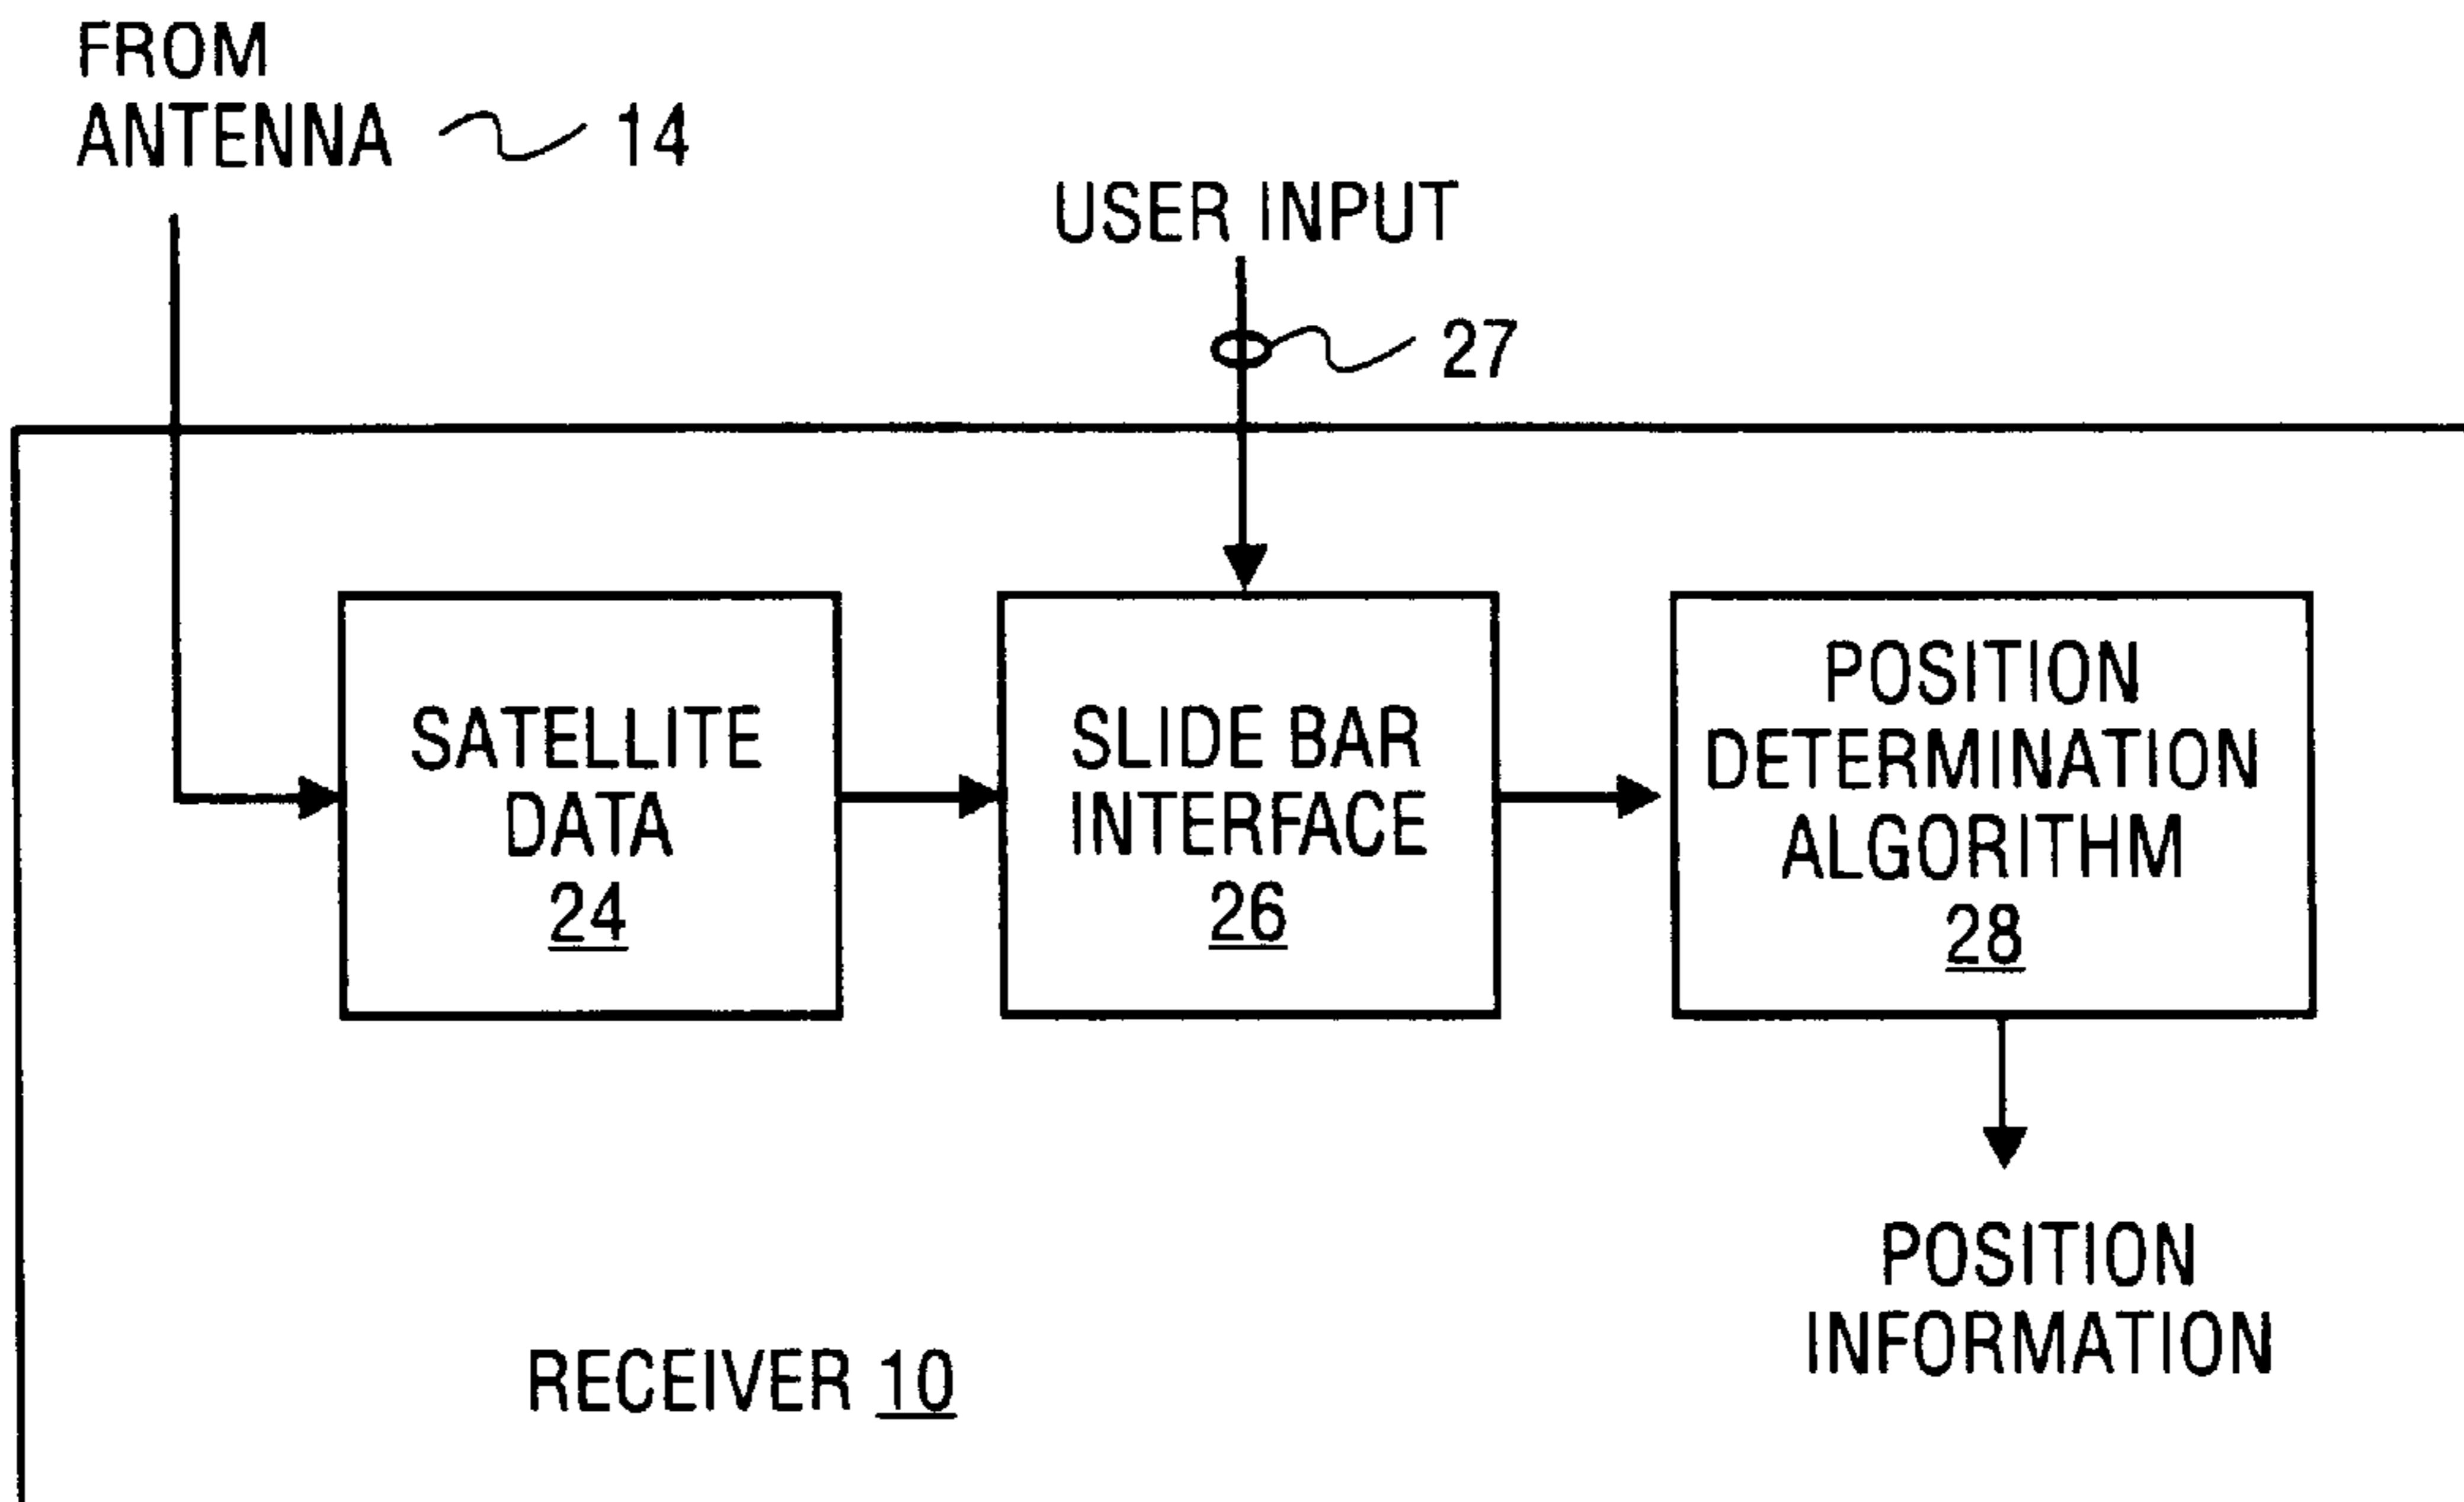 FROM
ANTENNA 14
USER INPUT
27
SATELLITE
DATA
24
SLIDE BAR
INTERFACE
26
POSITION
DETERMINATION
ALGORITHM
28
POSITION
INFORMATION
RECEIVER 10